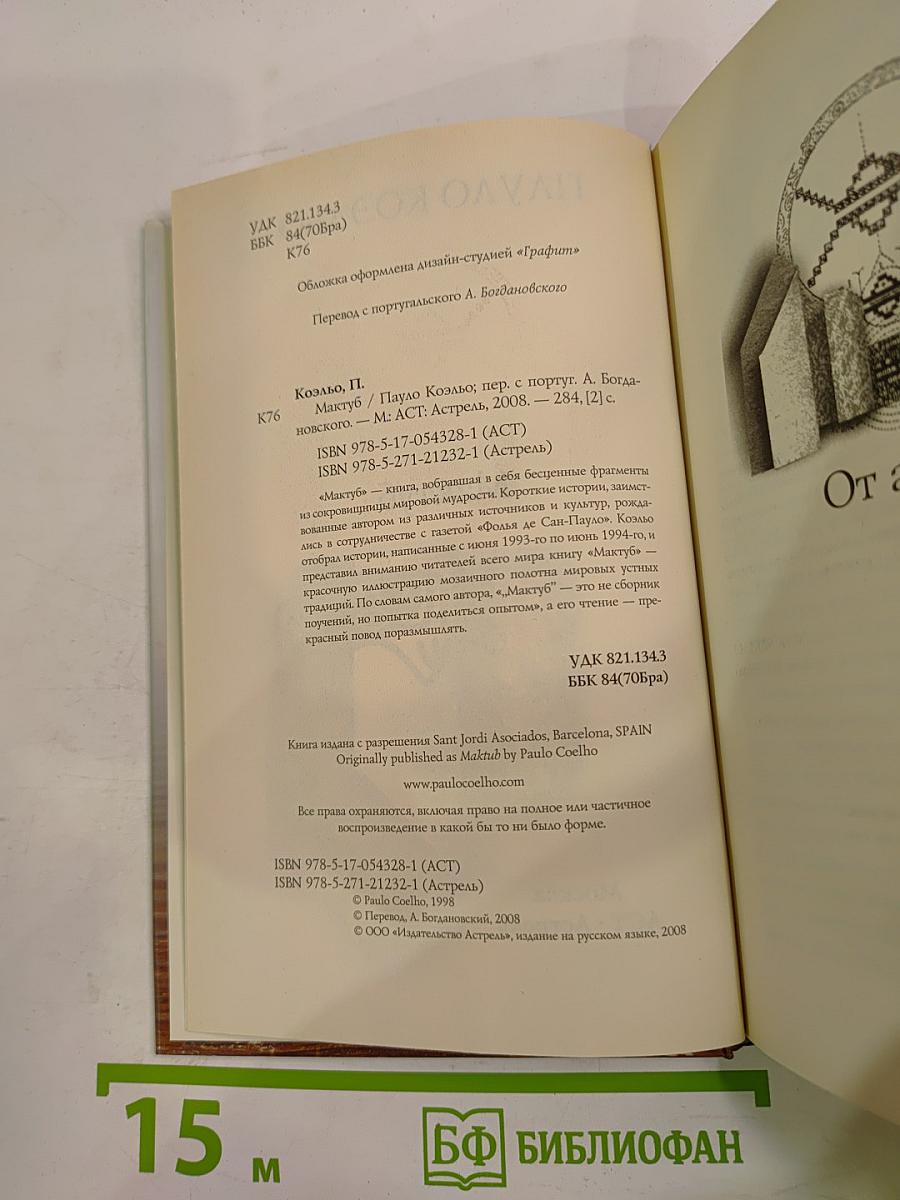 УДК 821.134.3
ББК 84(70Бра)
К76
Обложка оформлена дизайн-студией «Графит»
Перевод с португальского А. Богдановского
Коэльо, П.
К76 Мактуб / Пауло Коэльо; пер. с португ. А. Богда-
новского. — М.: АСТ: Астрель, 2008. — 284, [2] с.
ISBN 978-5-17-054328-1 (АСТ)
ISBN 978-5-271-21232-1 (Астрель)
«Мактуб» — книга, вобравшая в себя бесценные фрагменты
из сокровищницы мировой мудрости. Короткие истории, заимст-
вованные автором из различных источников и культур, рожда-
лись в сотрудничестве с газетой «Фолья де Сан-Пауло». Коэльо
отобрал истории, написанные с июня 1993-го по июнь 1994-го, и
представил вниманию читателей всего мира книгу «Мактуб» —
красочную иллюстрацию мозаичного полотна мировых устных
традиций. По словам самого автора, «„Мактуб" — это не сборник
поучений, но попытка поделиться опытом», а его чтение — пре-
красный повод поразмышлять.
УДК 821.134.3
ББК 84(70Бра)
Книга издана с разрешения Sant Jordi Asociados, Barcelona, SPAIN
Originally published as Maktub by Paulo Coelho
www.paulocoelho.com
Все права охраняются, включая право на полное или частичное
воспроизведение в какой бы то ни было форме.
ISBN 978-5-17-054328-1 (АСТ)
ISBN 978-5-271-21232-1 (Астрель)
© Paulo Coelho, 1998
© Перевод, А. Богдановский, 2008
© ООО «Издательство Астрель», издание на русском языке, 2008
От
15 м
БФ БИБЛИОФАН